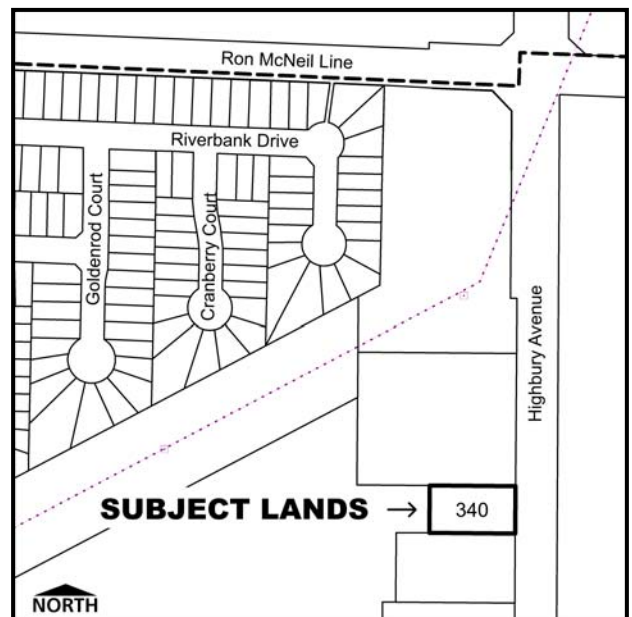 Ron McNeil Line
Riverbank Drive
Goldenrod Court
Cranberry Court
Highbury Avenue
SUBJECT LANDS → 340
NORTH